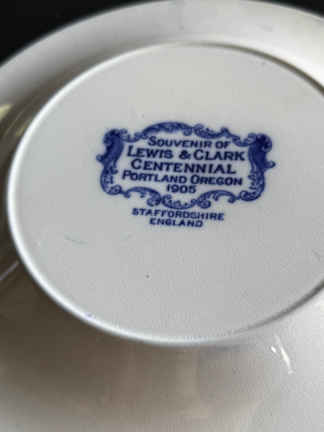 SOUVENIR OF
LEWIS & CLARK
CENTENNIAL
PORTLAND OREGON
1905
STAFFORDSHIRE
ENGLAND